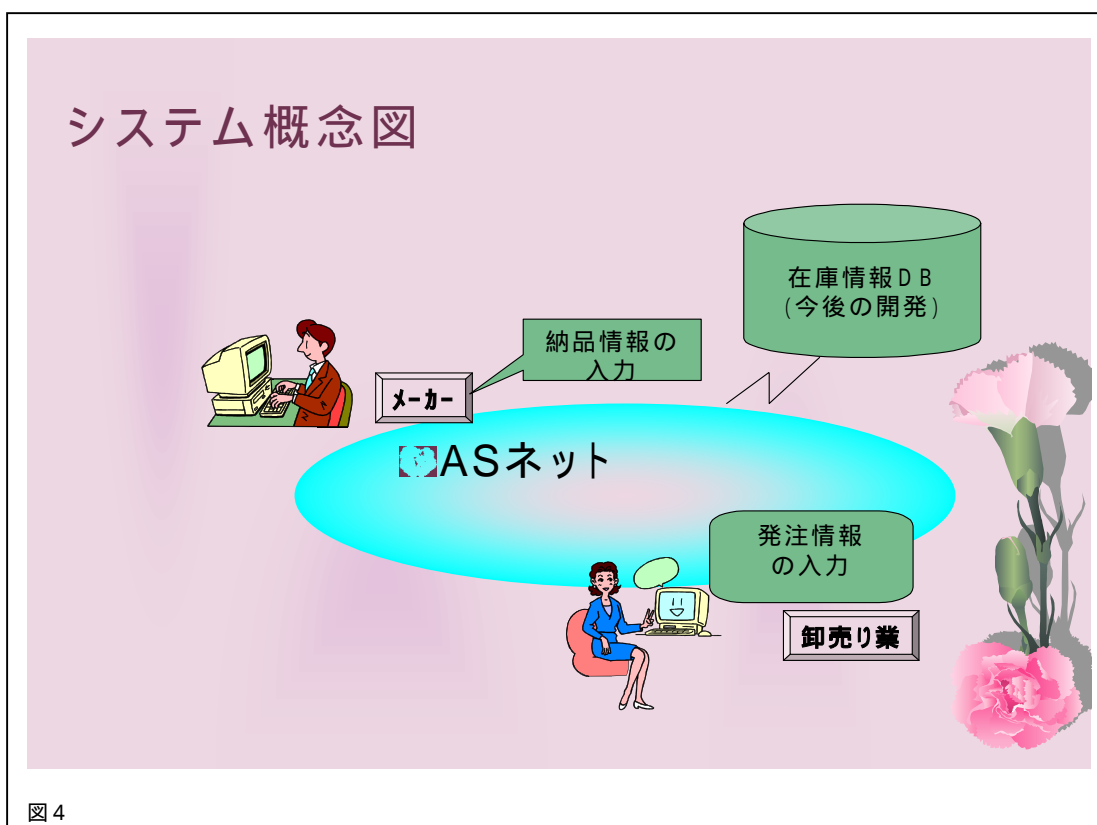 システム概念図
在庫情報DB
(今後の開発)
納品情報の
入力
メーカー
ASネット
発注情報
の入力
卸売り業
図4